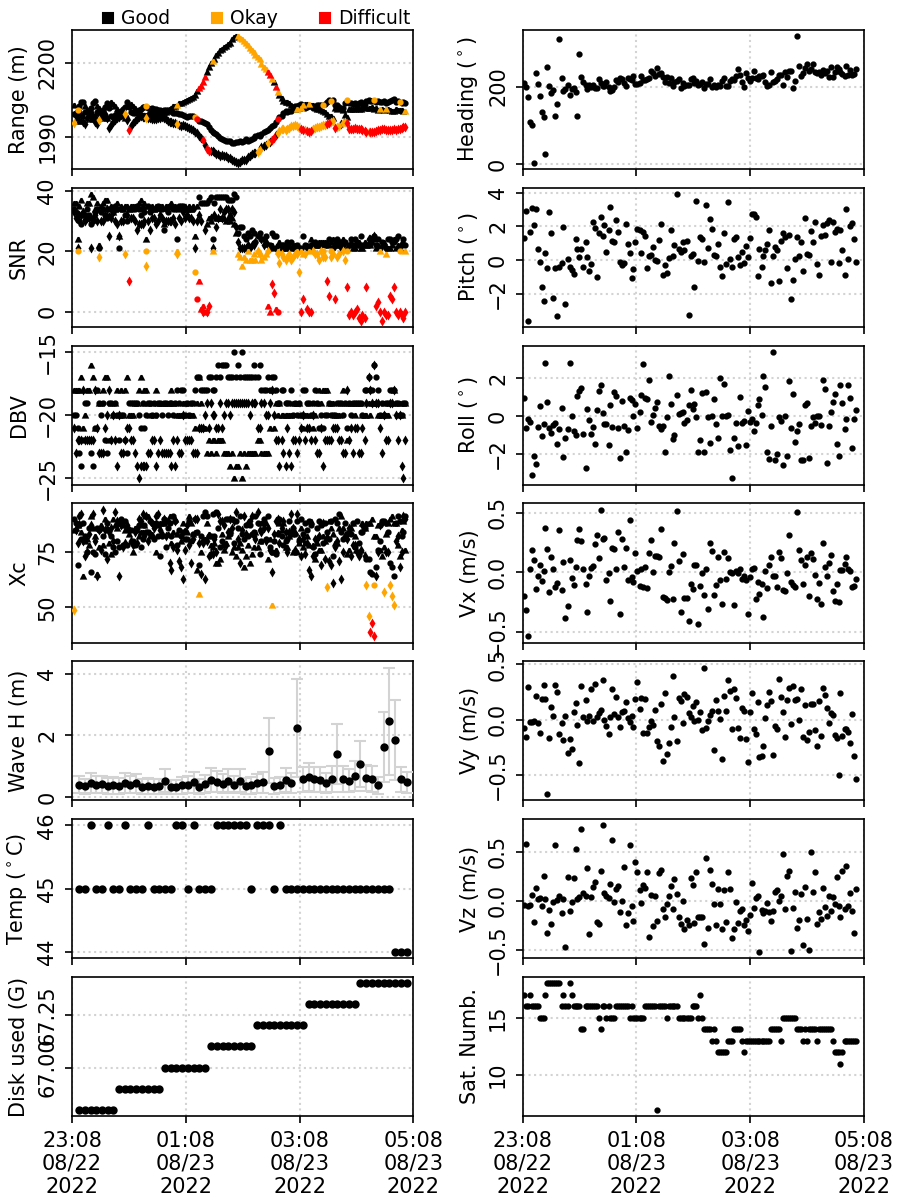 Good Okay Difficult
Range (m)
2200
1990
Heading (°)
200
0
SNR
40
20
0
Pitch (°)
4
2
0
−2
DBV
−15
−20
−25
Roll (°)
2
0
−2
Xc
75
50
Vx (m/s)
0.5
0.0
−0.5
Wave H (m)
4
2
0
Vy (m/s)
0.5
0.0
−0.5
Temp (°C)
46
45
44
Vz (m/s)
0.5
0.0
−0.5
Disk used (G)
67.25
67.00
Sat. Numb.
15
10
23:08 01:08 03:08 05:08
08/22 08/23 08/23 08/23
2022 2022 2022 2022
23:08 01:08 03:08 05:08
08/22 08/23 08/23 08/23
2022 2022 2022 2022